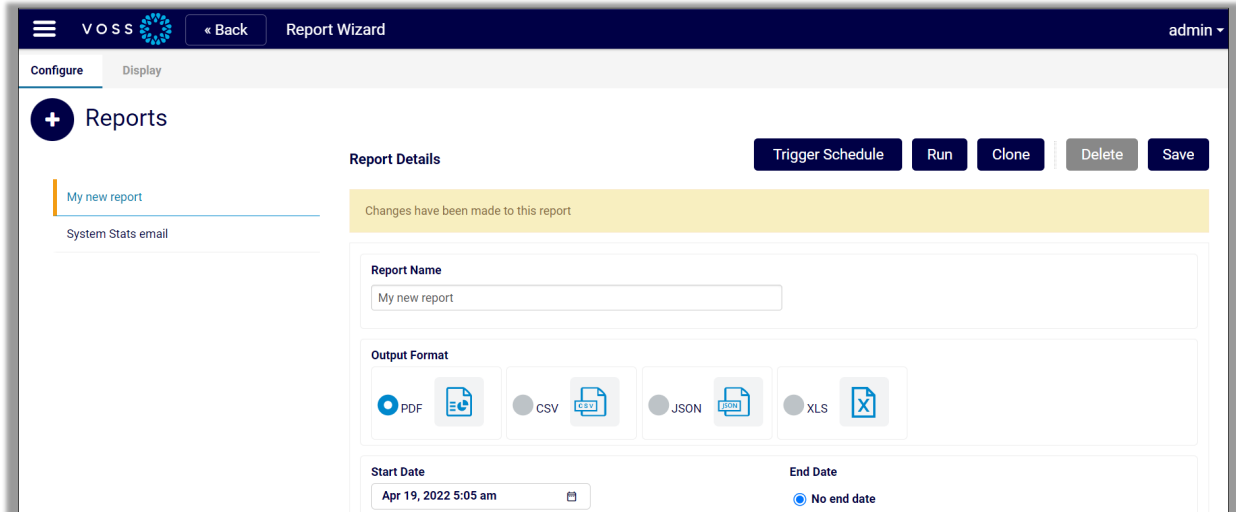 VOSS « Back Report Wizard admin
Configure Display
+ Reports
Report Details Trigger Schedule Run Clone Delete Save
My new report
Changes have been made to this report
System Stats email
Report Name
My new report
Output Format
PDF CSV CSV JSON JSON XLS X
Start Date End Date
Apr 19, 2022 5:05 am No end date